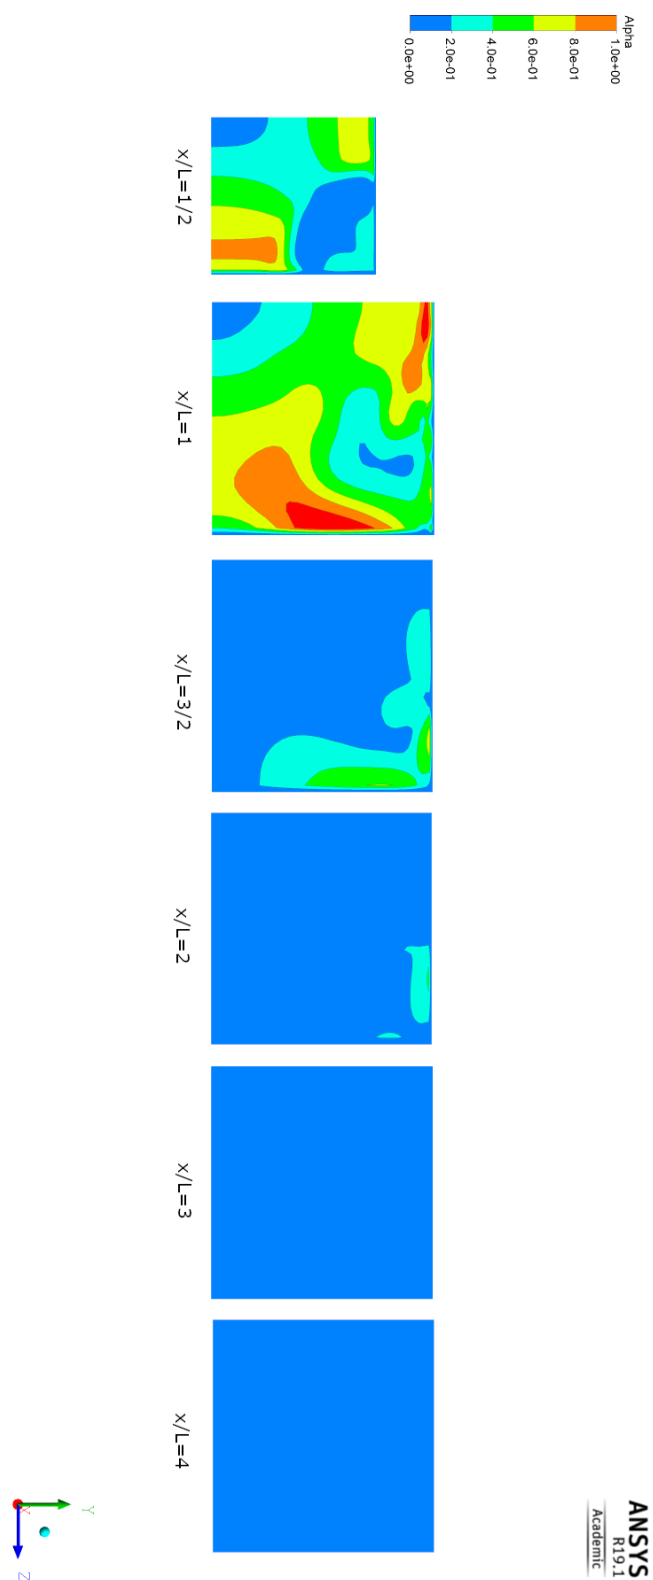 Alpha
0.0e+00 2.0e-01 4.0e-01 6.0e-01 8.0e-01 1.0e+00
ANSYS
R19.1
Academic
x/L=1/2 x/L=1 x/L=3/2 x/L=2 x/L=3 x/L=4
Y
X
Z